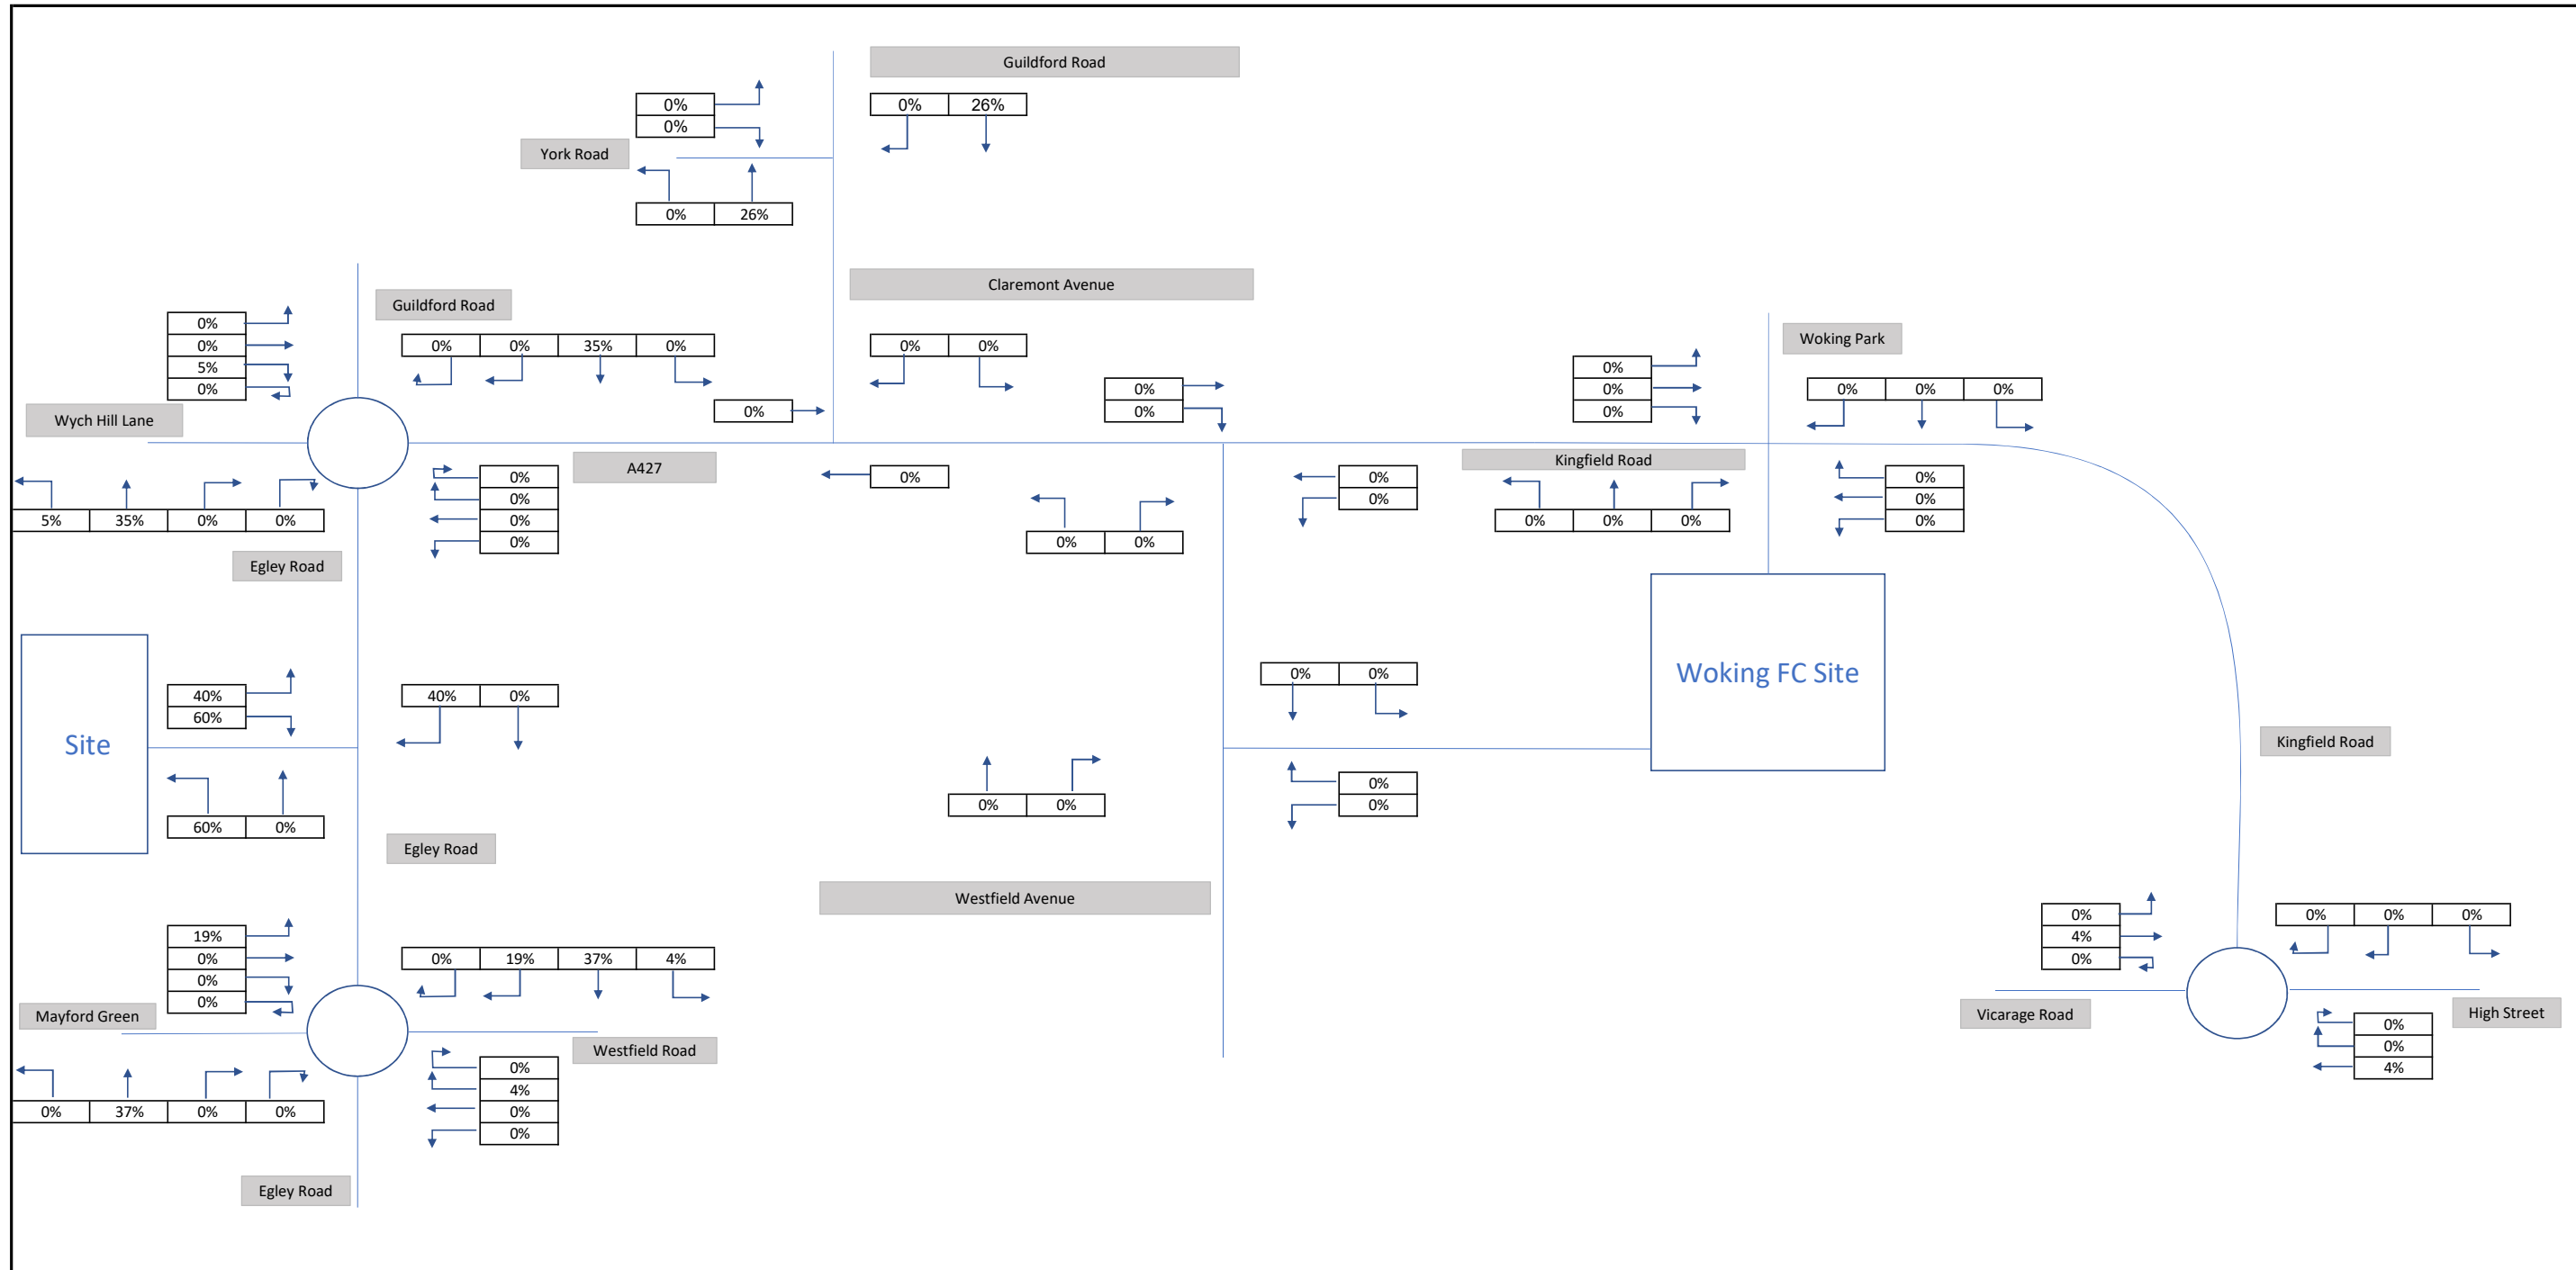 Guildford Road
0%
0% 26%
0%
York Road
0% 26%
Claremont Avenue
Guildford Road
0%
0%
5%
0%
0% 0% 35% 0%
0% 0%
Woking Park
0%
0%
0%
0%
0%
0% 0% 0%
0%
Wych Hill Lane
A427
0%
0%
0%
0%
0%
0%
0%
Kingfield Road
0%
0%
0%
5% 35% 0% 0%
0% 0%
0% 0% 0%
Egley Road
Site
40%
60%
40% 0%
0% 0%
Woking FC Site
Kingfield Road
60% 0%
0% 0%
0%
0%
Egley Road
Westfield Avenue
19%
0%
0%
0%
0% 19% 37% 4%
0%
4%
0%
0% 0% 0%
Mayford Green
Westfield Road
Vicarage Road
High Street
0%
4%
0%
0%
0%
0%
4%
0% 37% 0% 0%
Egley Road